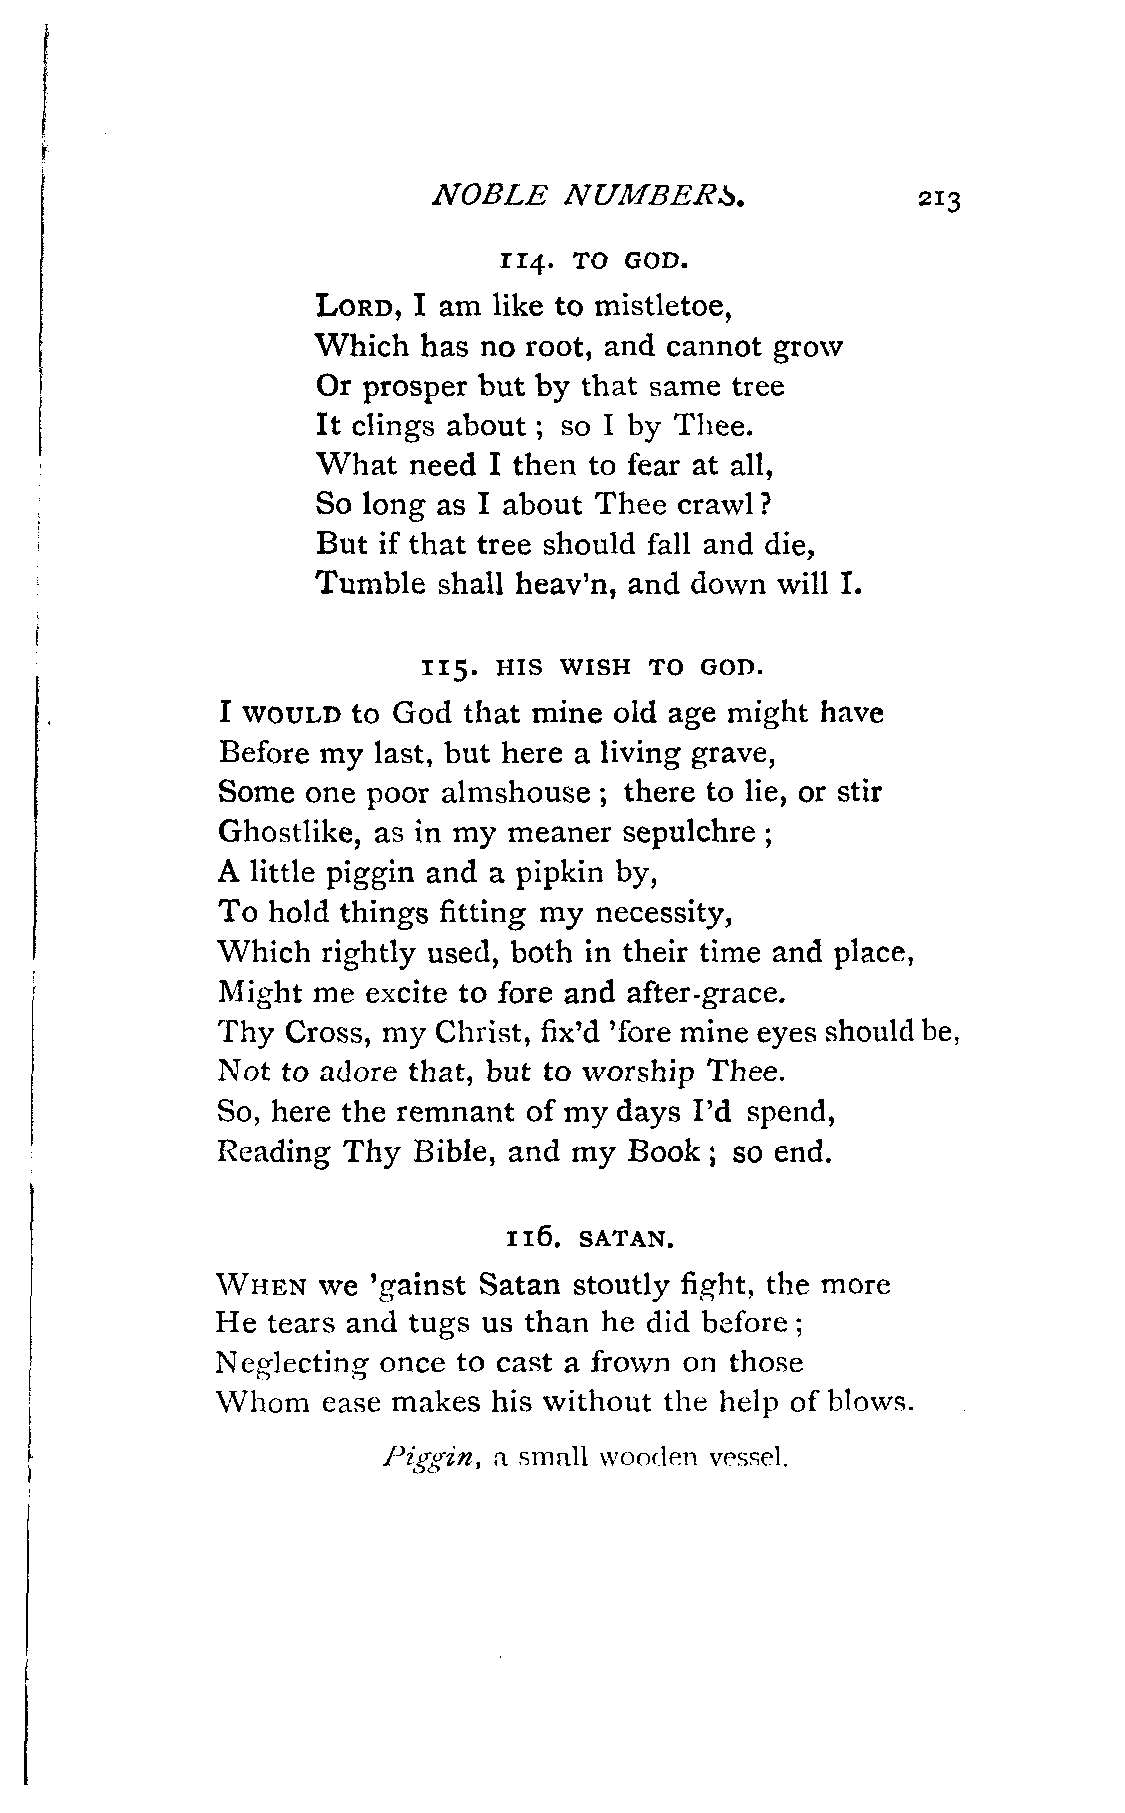 NOBLE NUMBERS. 213
114. TO GOD.
LORD, I am like to mistletoe,
Which has no root, and cannot grow
Or prosper but by that same tree
It clings about ; so I by Thee.
What need I then to fear at all,
So long as I about Thee crawl ?
But if that tree should fall and die,
Tumble shall heav'n, and down will I.
115. HIS WISH TO GOD.
I WOULD to God that mine old age might have
Before my last, but here a living grave,
Some one poor almshouse ; there to lie, or stir
Ghostlike, as in my meaner sepulchre ;
A little piggin and a pipkin by,
To hold things fitting my necessity,
Which rightly used, both in their time and place,
Might me excite to fore and after-grace.
Thy Cross, my Christ, fix'd 'fore mine eyes should be,
Not to adore that, but to worship Thee.
So, here the remnant of my days I'd spend,
Reading Thy Bible, and my Book ; so end.
116. SATAN.
WHEN we 'gainst Satan stoutly fight, the more
He tears and tugs us than he did before ;
Neglecting once to cast a frown on those
Whom ease makes his without the help of blows.
Piggin, a small wooden vessel.